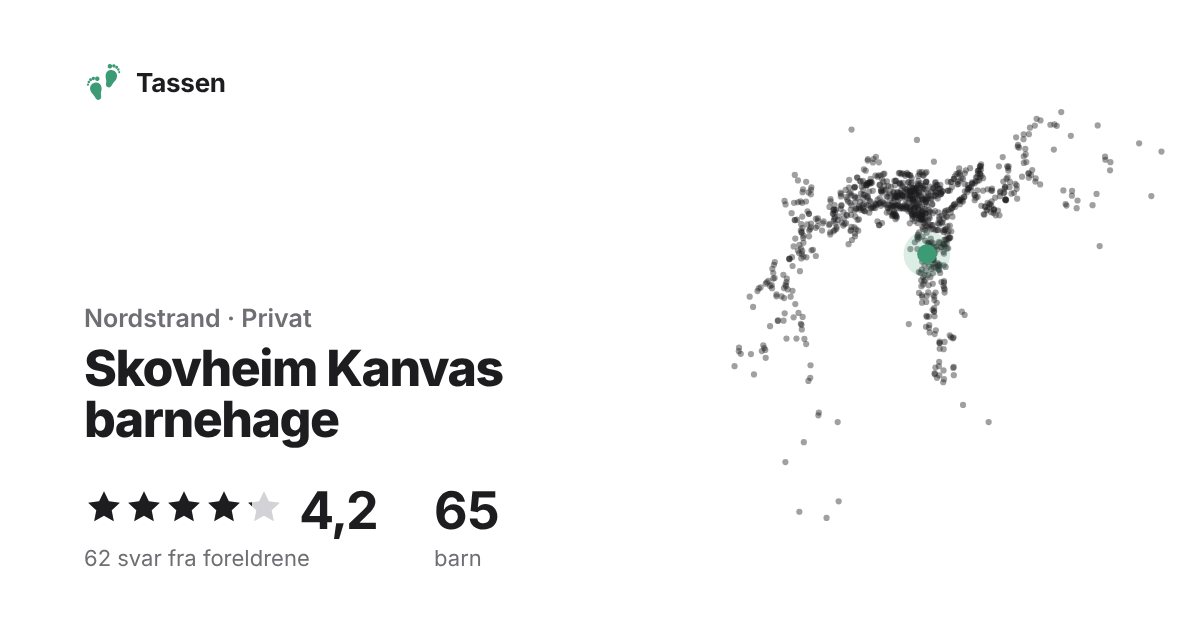 Tassen
Nordstrand · Privat
Skovheim Kanvas
barnehage
4,2
65
62 svar fra foreldrene
barn